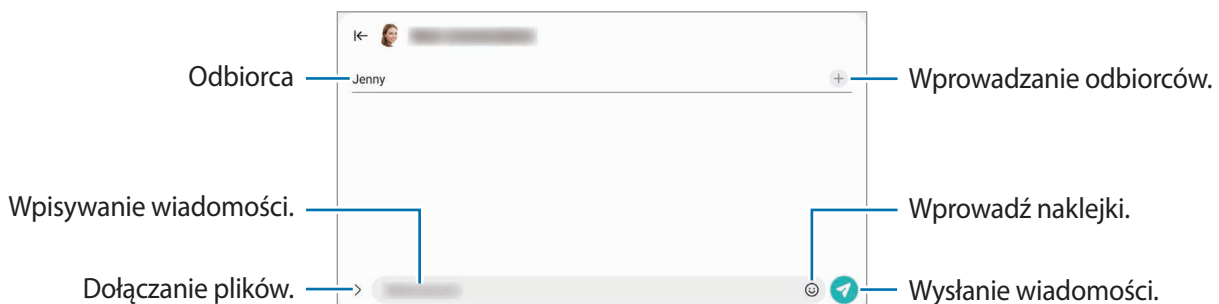 Odbiorca
Jenny
Wprowadzanie odbiorców.
Wpisywanie wiadomości.
Wprowadź naklejki.
Dołączanie plików.
Wysłanie wiadomości.